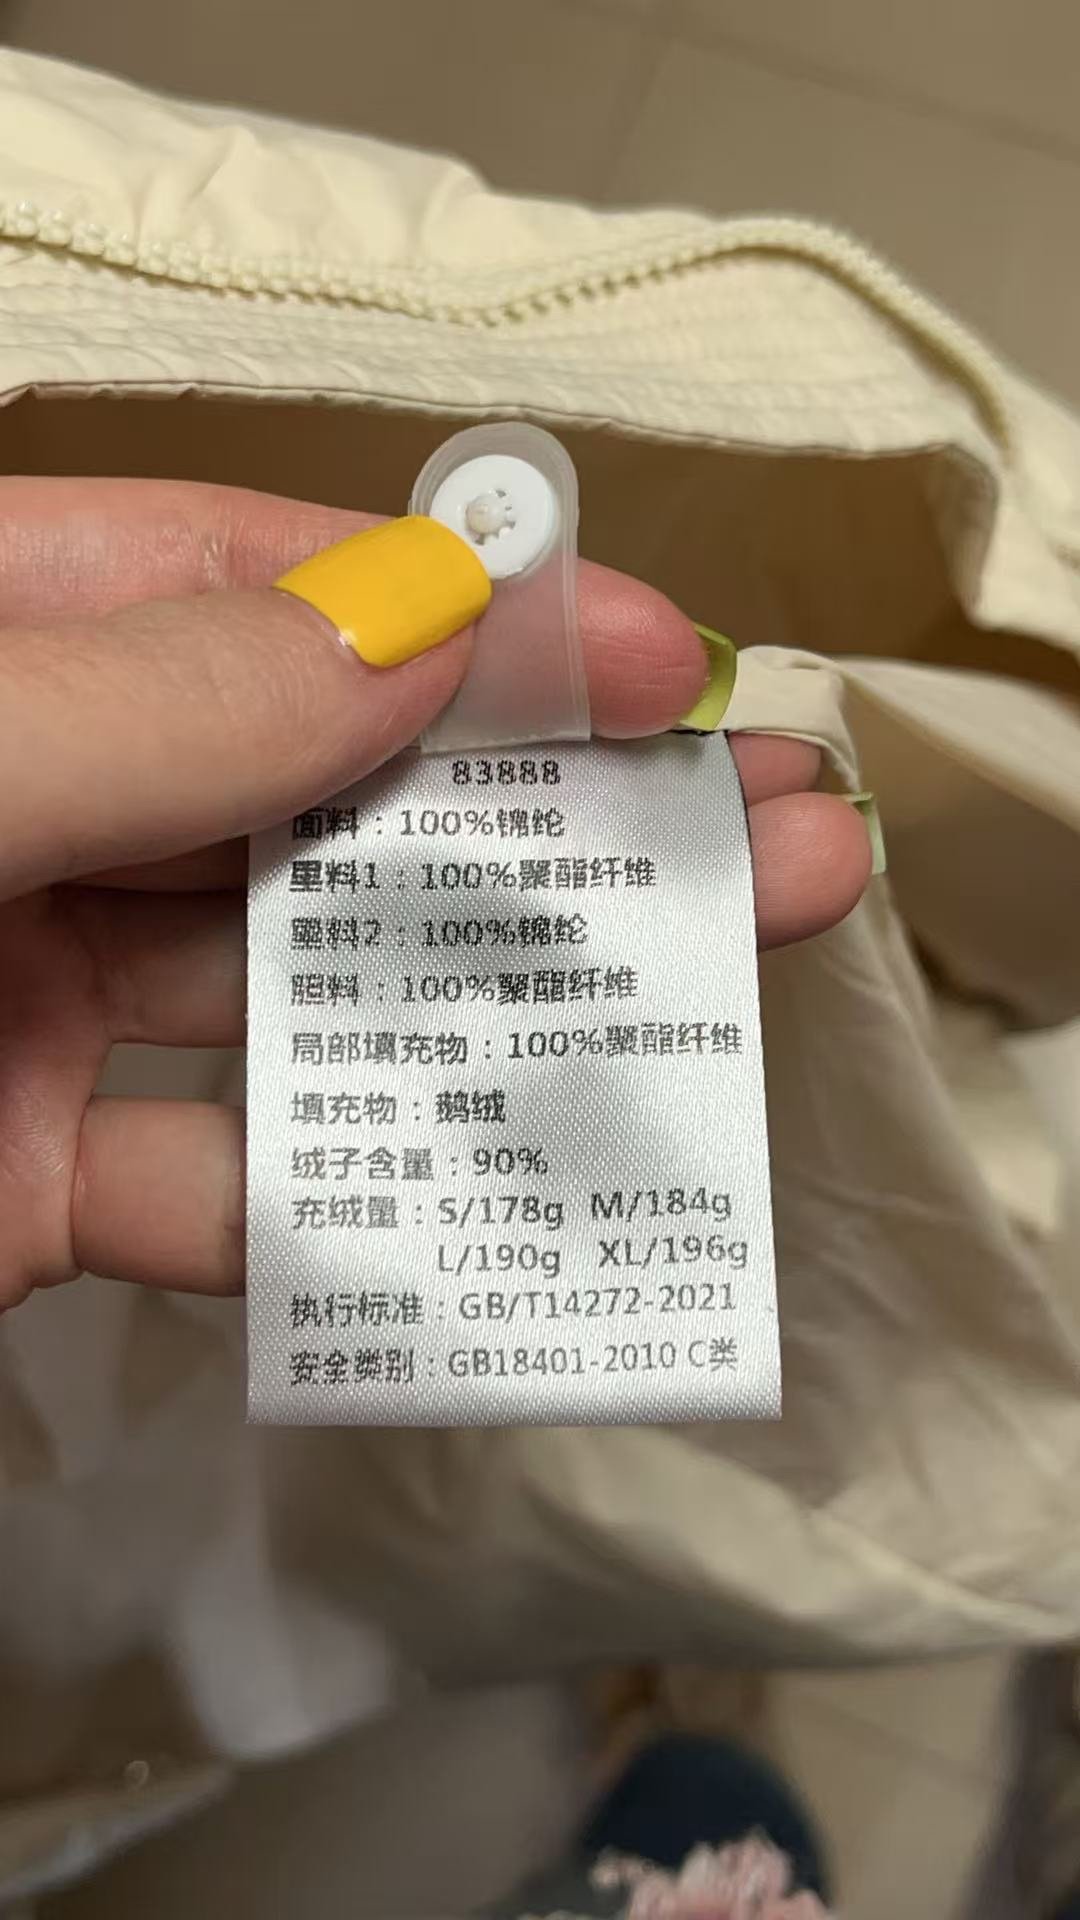 83888
面料：100%锦纶
里料1：100%聚酯纤维
里料2：100%锦纶
胆料：100%聚酯纤维
局部填充物：100%聚酯纤维
填充物：鹅绒
绒子含量：90%
充绒量：S/178g M/184g
L/190g XL/196g
执行标准：GB/T14272-2021
安全类别：GB18401-2010 C类